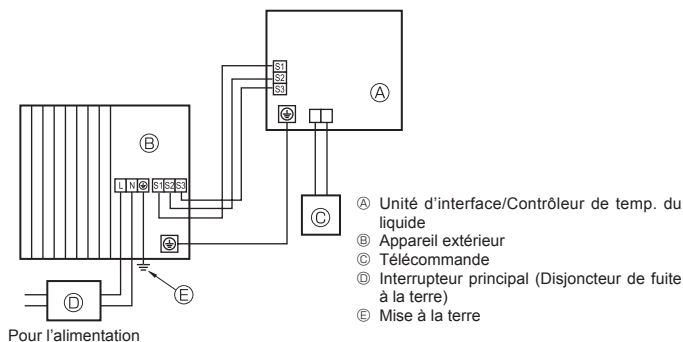 S1
S2
S3
Ⓐ
Ⓑ
L N S1 S2 S3
Ⓒ
Ⓓ
Ⓔ
Pour l'alimentation
Ⓐ Unité d'interface/Contrôleur de temp. du
liquide
Ⓑ Appareil extérieur
Ⓒ Télécommande
Ⓓ Interrupteur principal (Disjoncteur de fuite
à la terre)
Ⓔ Mise à la terre